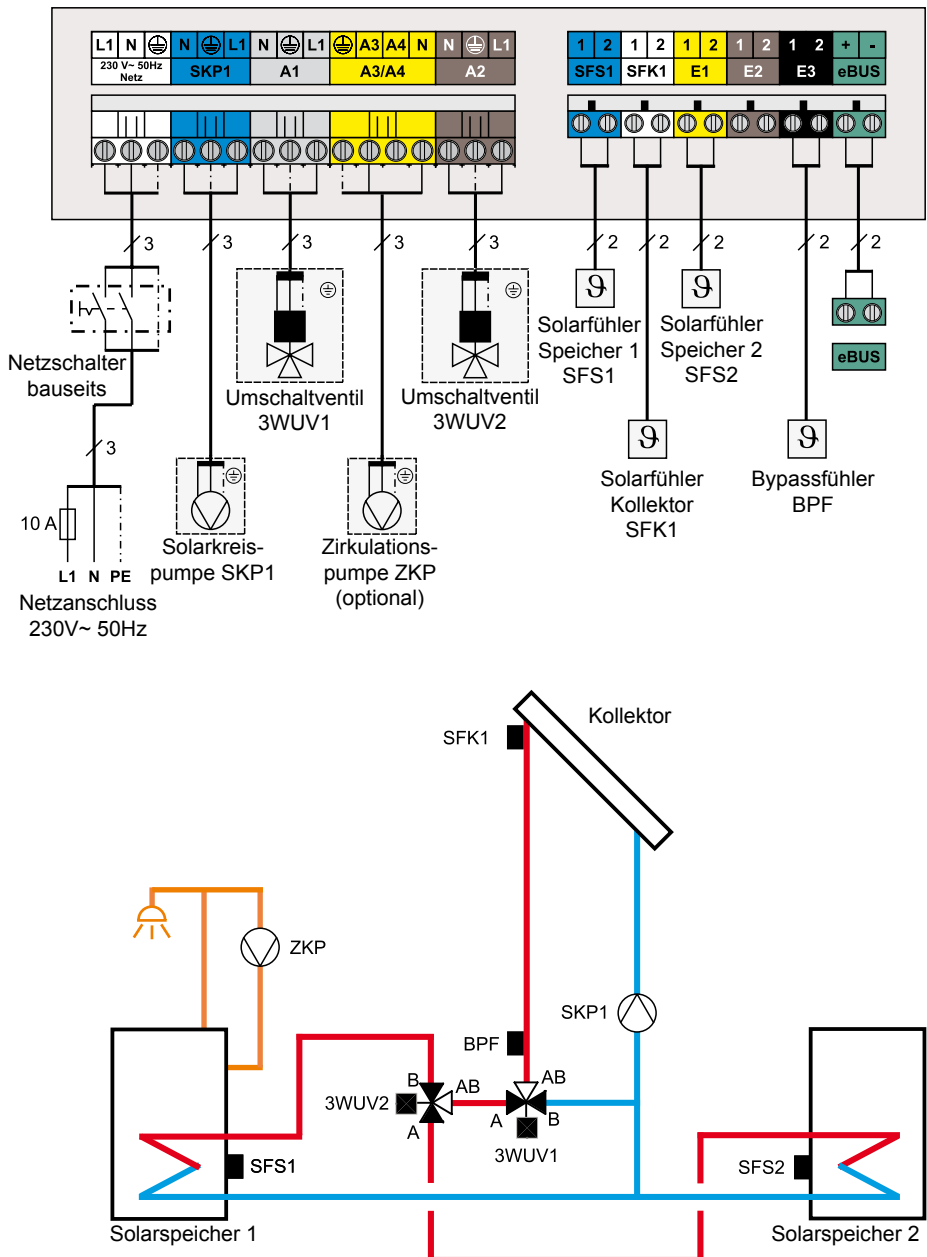 L1 N N L1 N L1 A3 A4 N N L1 1 2 1 2 1 2 1 2 1 2 + -
230 V~ 50Hz
Netz
SKP1 A1 A3/A4 A2 SFS1 SFK1 E1 E2 E3 eBUS
3 3 3 3 3 2 2 2 2 2
Netzschalter
bauseits
Umschaltventil
3WUV1
Umschaltventil
3WUV2
ϑ
Solarfühler
Speicher 1
SFS1
ϑ
Solarfühler
Speicher 2
SFS2
eBUS
3
10 A
L1 N PE
Netzanschluss
230V~ 50Hz
Solarkreis-
pumpe SKP1
Zirkulations-
pumpe ZKP
(optional)
ϑ
Solarfühler
Kollektor
SFK1
ϑ
Bypassfühler
BPF
Kollektor
SFK1
ZKP
SKP1
BPF
B
AB
AB
3WUV2
A
A
B
3WUV1
SFS1
SFS2
Solarspeicher 1
Solarspeicher 2